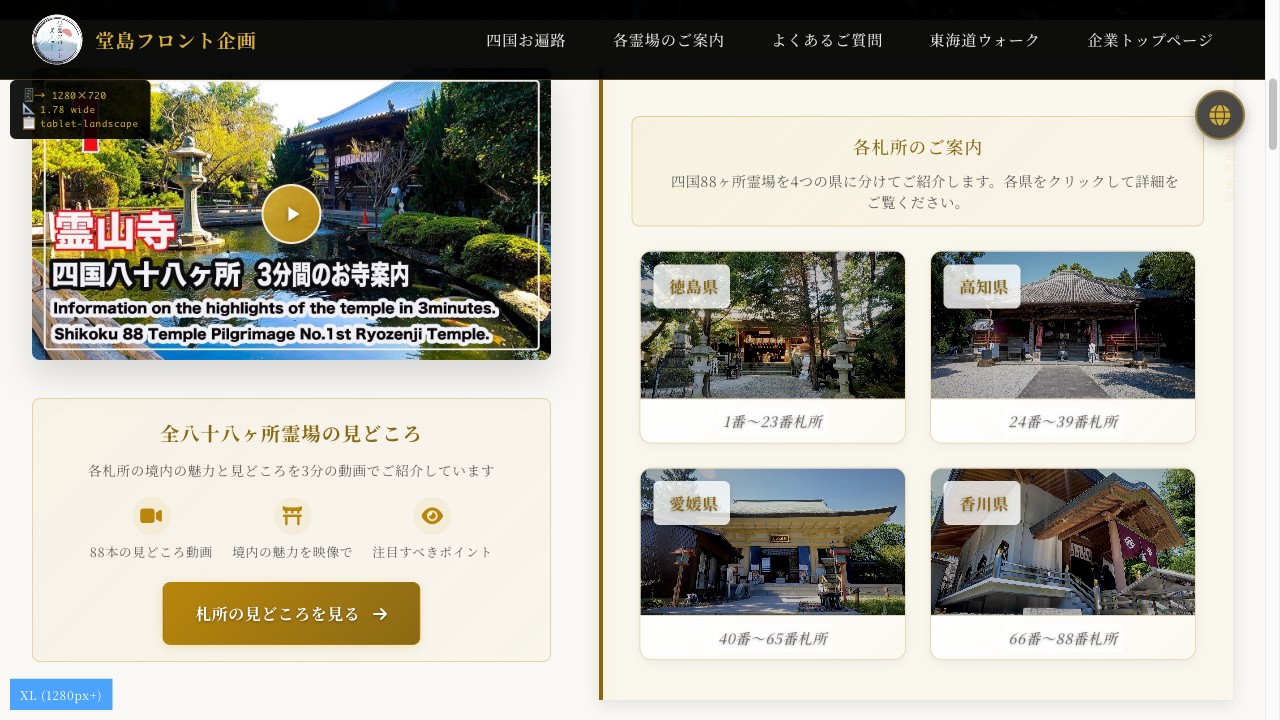 堂島フロント企画
四国お遍路
各霊場のご案内
よくあるご質問
東海道ウォーク
企業トップページ
→ 1280×720
1.78 wide
tablet-landscape
霊山寺
四国八十八ヶ所 3分間のお寺案内
Information on the highlights of the temple in 3minutes.
Shikoku 88 Temple Pilgrimage No.1st Ryozenji Temple.
全八十八ヶ所霊場の見どころ
各札所の境内の魅力と見どころを3分の動画でご紹介しています
88本の見どころ動画
境内の魅力を映像で
注目すべきポイント
札所の見どころを見る →
XL (1280px+)
各札所のご案内
四国88ヶ所霊場を4つの県に分けてご紹介します。各県をクリックして詳細を
ご覧ください。
徳島県
1番〜23番札所
高知県
24番〜39番札所
愛媛県
40番〜65番札所
香川県
66番〜88番札所